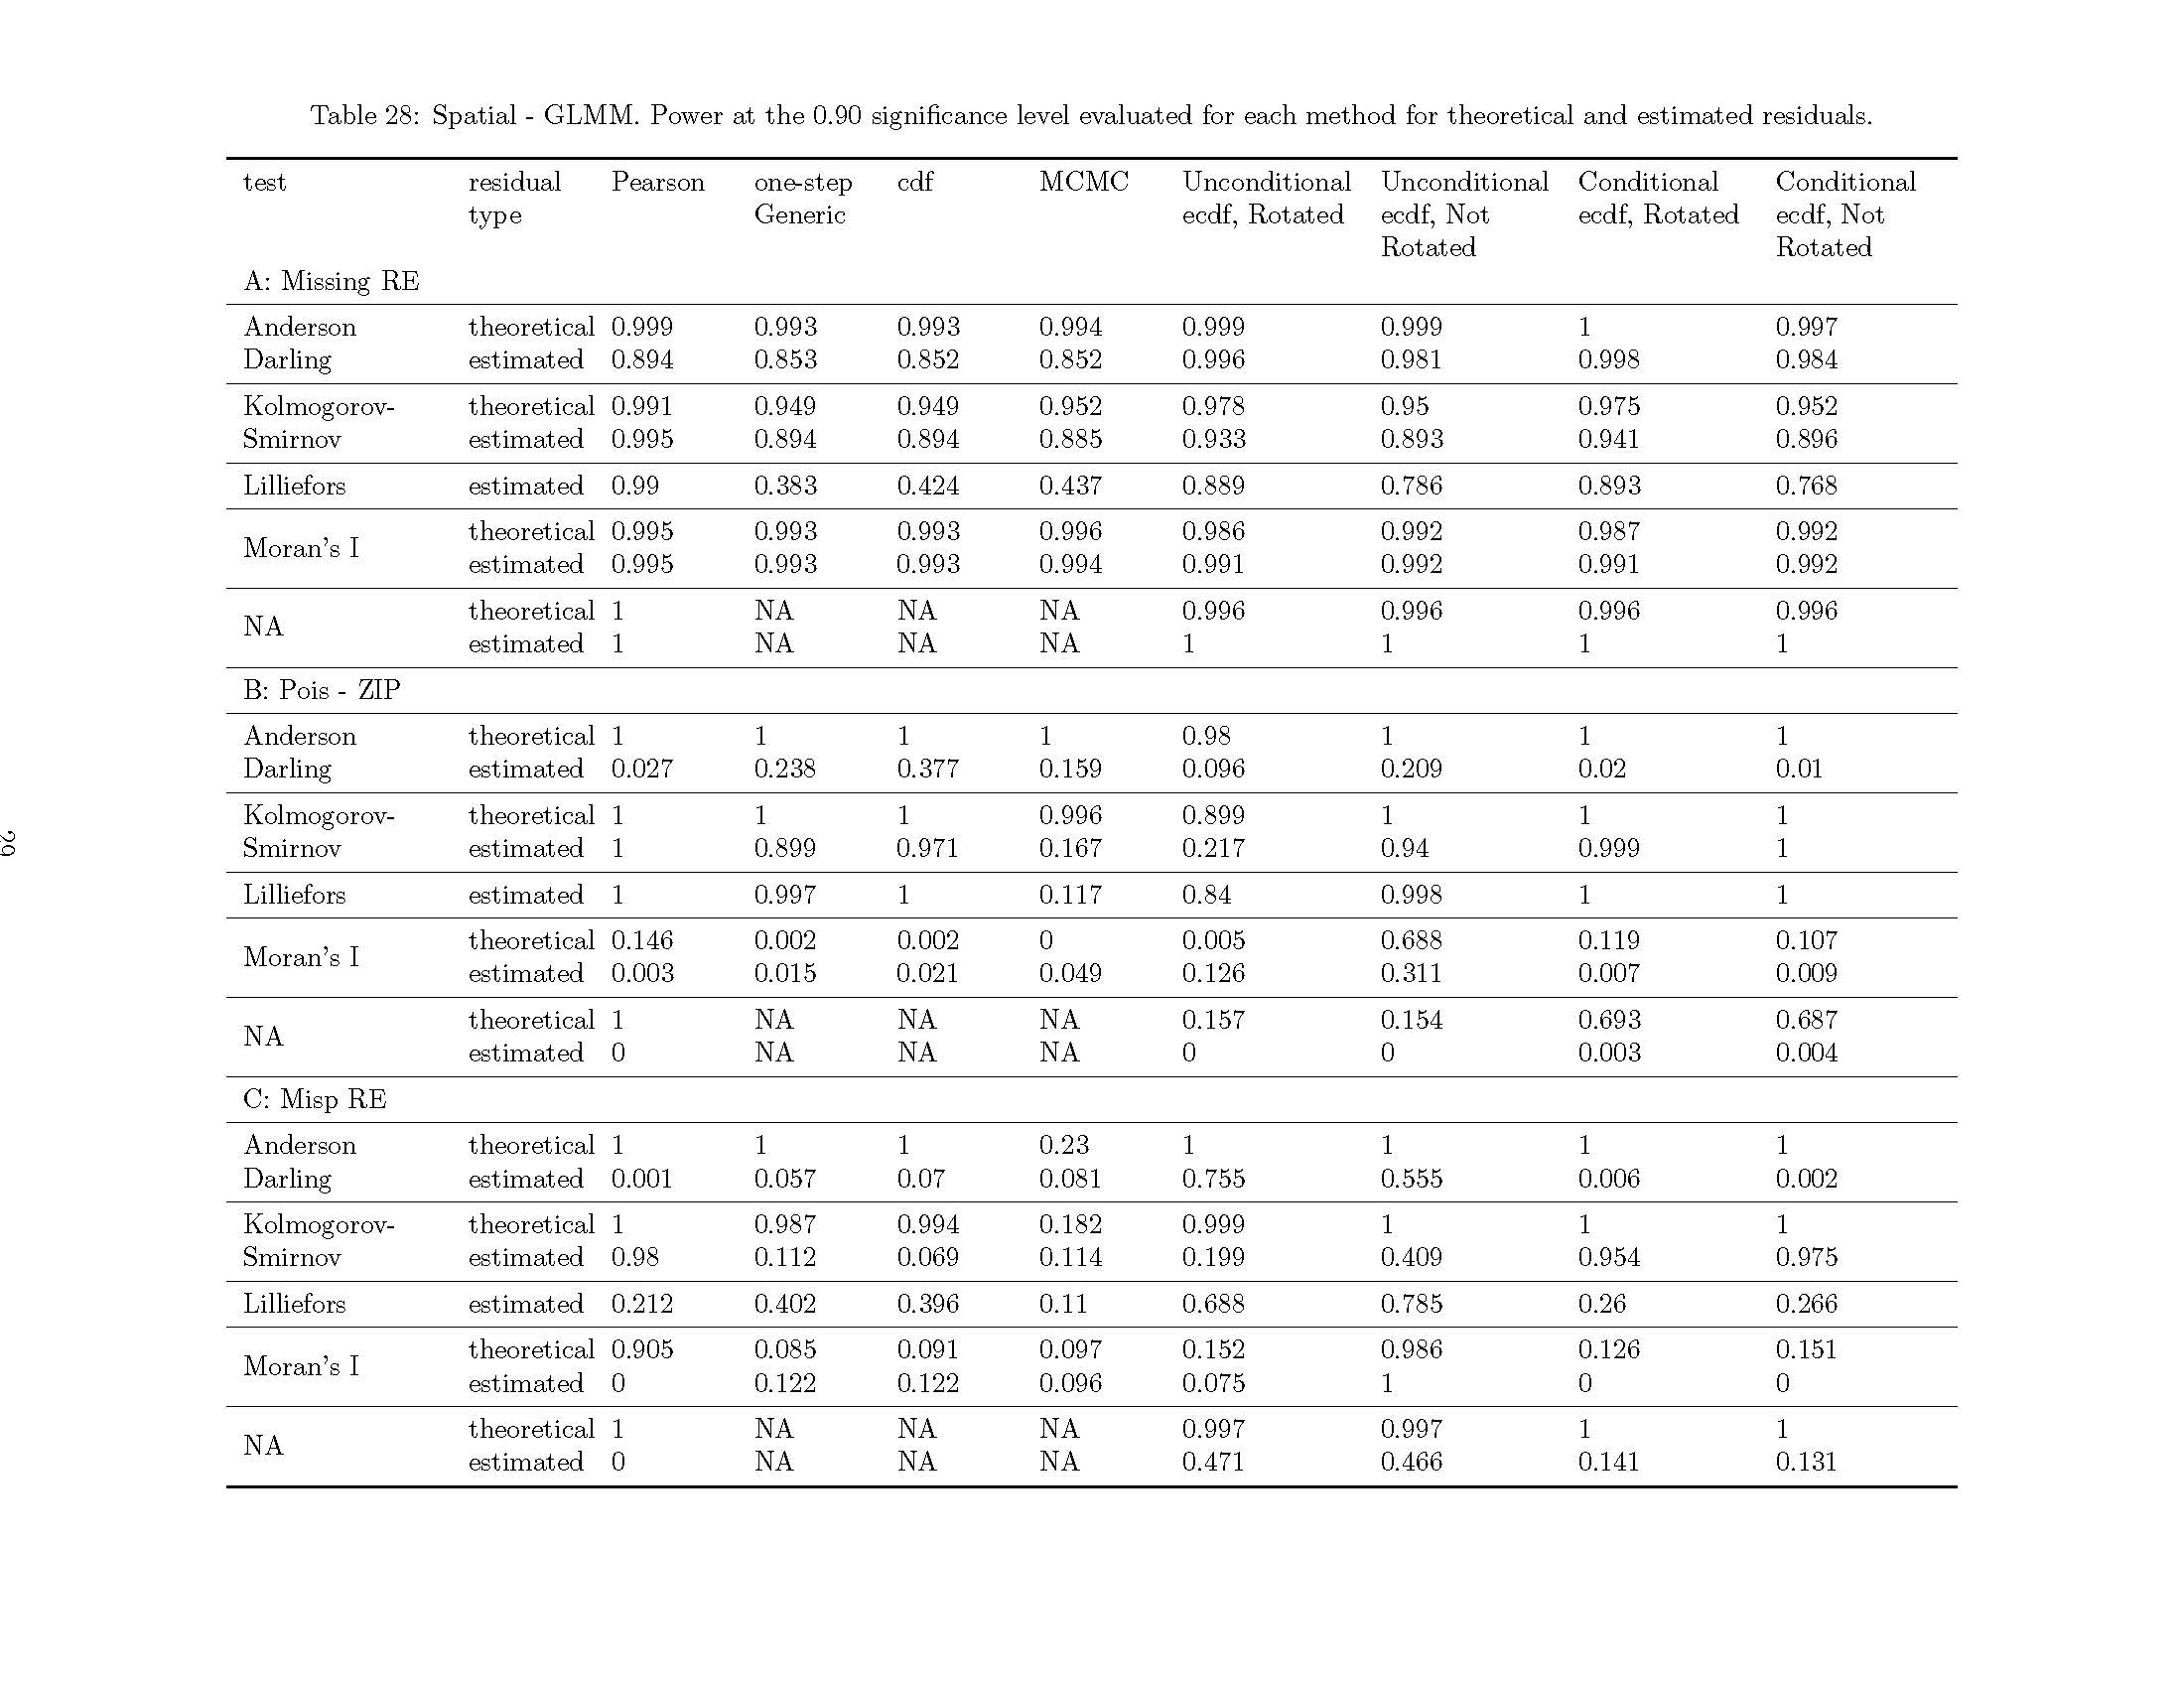 Table 28: Spatial - GLMM. Power at the 0.90 significance level evaluated for each method for theoretical and estimated residuals.
test residual type Pearson one-step Generic cdf MCMC Unconditional ecdf, Rotated Unconditional ecdf, Not Rotated Conditional ecdf, Rotated Conditional ecdf, Not Rotated
A: Missing RE
Anderson theoretical 0.999 0.993 0.993 0.994 0.999 0.999 1 0.997
Darling estimated 0.894 0.853 0.852 0.852 0.996 0.981 0.998 0.984
Kolmogorov- theoretical 0.991 0.949 0.949 0.952 0.978 0.95 0.975 0.952
Smirnov estimated 0.995 0.894 0.894 0.885 0.933 0.893 0.941 0.896
Lilliefors estimated 0.99 0.383 0.424 0.437 0.889 0.786 0.893 0.768
Moran's I theoretical 0.995 0.993 0.993 0.996 0.986 0.992 0.987 0.992
estimated 0.995 0.993 0.993 0.994 0.991 0.992 0.991 0.992
NA theoretical 1 NA NA NA 0.996 0.996 0.996 0.996
estimated 1 NA NA NA 1 1 1 1
B: Pois - ZIP
Anderson theoretical 1 1 1 1 0.98 1 1 1
Darling estimated 0.027 0.238 0.377 0.159 0.096 0.209 0.02 0.01
Kolmogorov- theoretical 1 1 1 0.996 0.899 1 1 1
Smirnov estimated 1 0.899 0.971 0.167 0.217 0.94 0.999 1
Lilliefors estimated 1 0.997 1 0.117 0.84 0.998 1 1
Moran's I theoretical 0.146 0.002 0.002 0 0.005 0.688 0.119 0.107
estimated 0.003 0.015 0.021 0.049 0.126 0.311 0.007 0.009
NA theoretical 1 NA NA NA 0.157 0.154 0.693 0.687
estimated 0 NA NA NA 0 0 0.003 0.004
C: Misp RE
Anderson theoretical 1 1 1 0.23 1 1 1 1
Darling estimated 0.001 0.057 0.07 0.081 0.755 0.555 0.006 0.002
Kolmogorov- theoretical 1 0.987 0.994 0.182 0.999 1 1 1
Smirnov estimated 0.98 0.112 0.069 0.114 0.199 0.409 0.954 0.975
Lilliefors estimated 0.212 0.402 0.396 0.11 0.688 0.785 0.26 0.266
Moran's I theoretical 0.905 0.085 0.091 0.097 0.152 0.986 0.126 0.151
estimated 0 0.122 0.122 0.096 0.075 1 0 0
NA theoretical 1 NA NA NA 0.997 0.997 1 1
estimated 0 NA NA NA 0.471 0.466 0.141 0.131
29